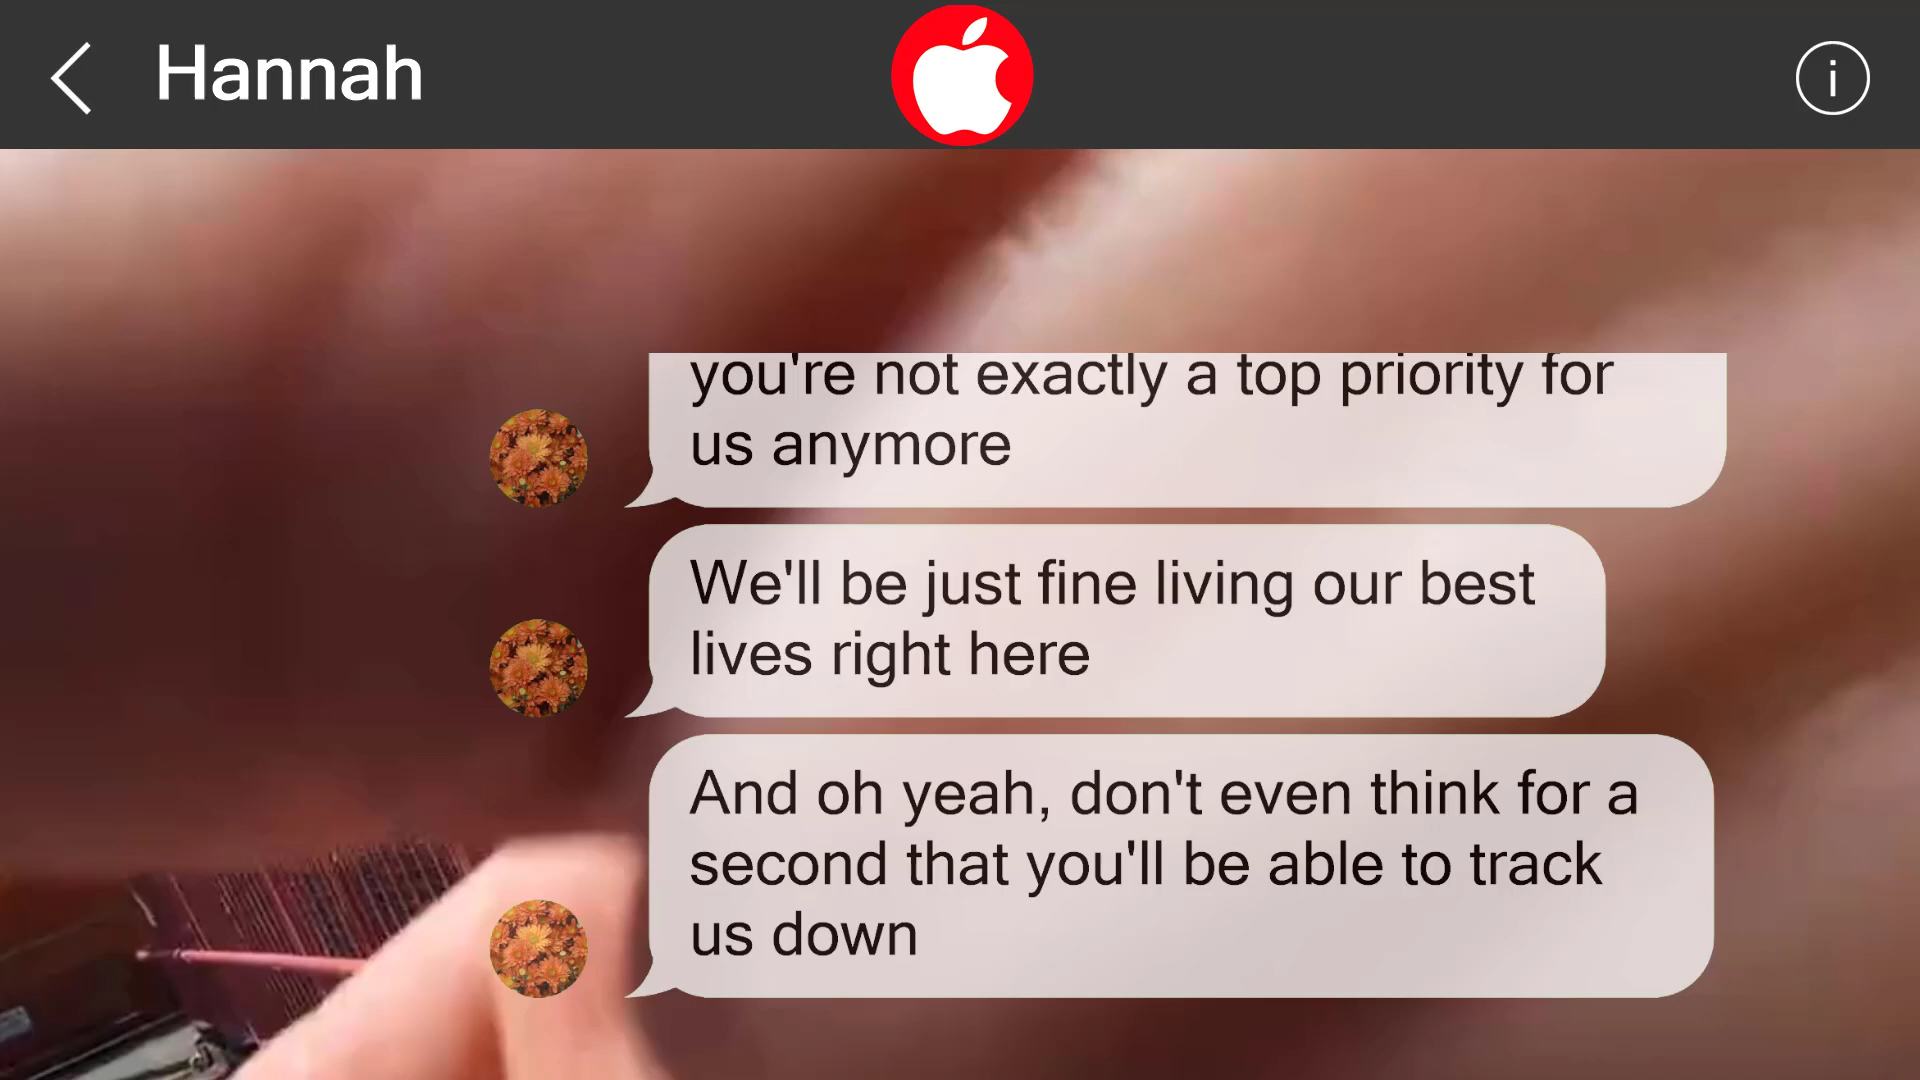 Hannah
i
you're not exactly a top priority for
us anymore
We'll be just fine living our best
lives right here
And oh yeah, don't even think for a
second that you'll be able to track
us down